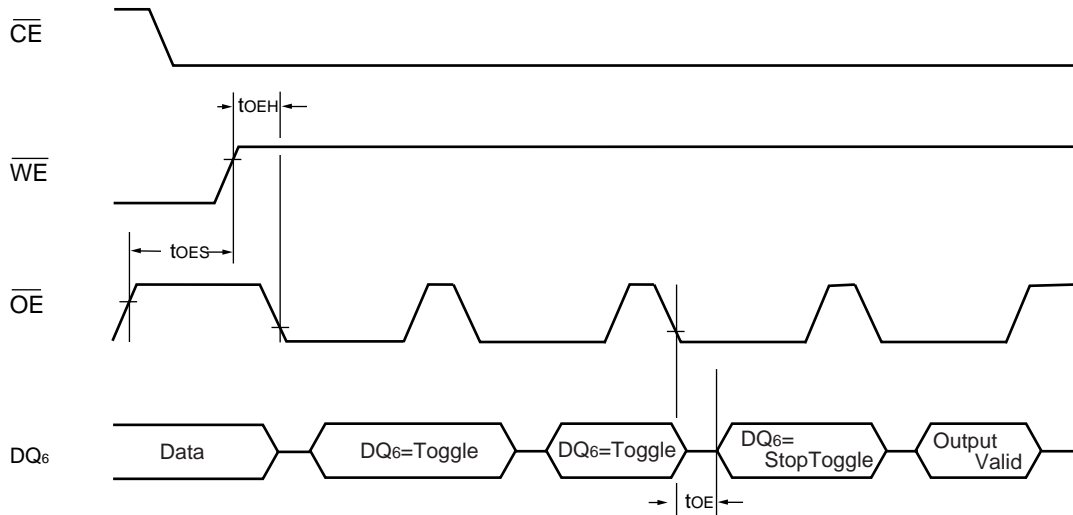 CE
tOEH
WE
tOES
OE
Data
DQ6=Toggle
DQ6=Toggle
DQ6=
StopToggle
Output
Valid
DQ6
tOE